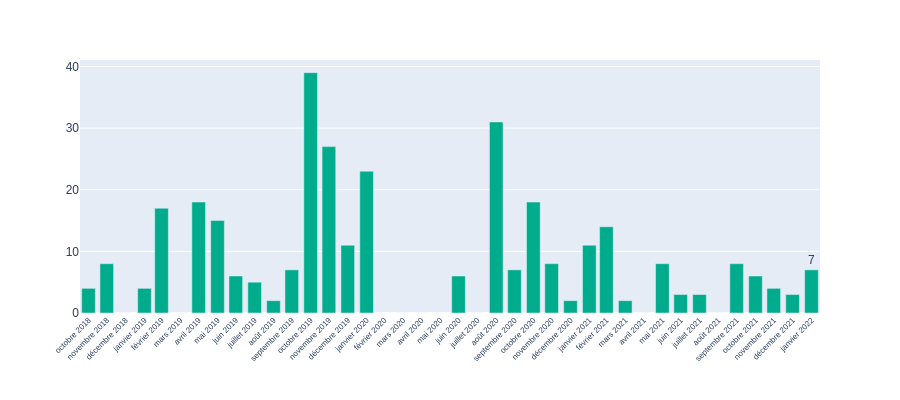 40
30
20
10
0
7
octobre 2018
novembre 2018
décembre 2018
janvier 2019
février 2019
mars 2019
avril 2019
mai 2019
juin 2019
juillet 2019
août 2019
septembre 2019
octobre 2019
novembre 2019
décembre 2019
janvier 2020
février 2020
mars 2020
avril 2020
mai 2020
juin 2020
juillet 2020
août 2020
septembre 2020
octobre 2020
novembre 2020
décembre 2020
janvier 2021
février 2021
mars 2021
avril 2021
mai 2021
juin 2021
juillet 2021
août 2021
septembre 2021
octobre 2021
novembre 2021
décembre 2021
janvier 2022